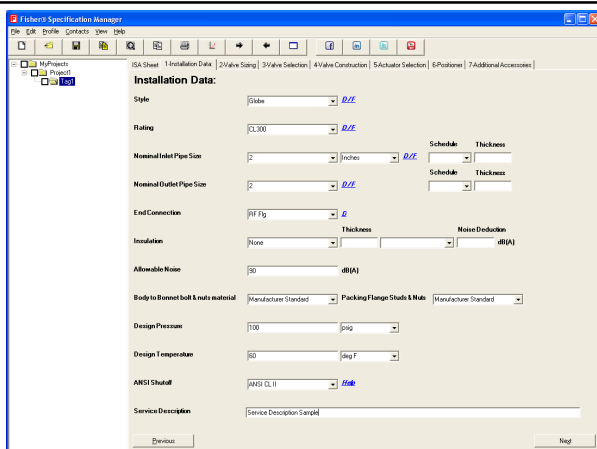 Fisher® Specification Manager
File Edit Profile Contacts View Help
MyProjects
Project1
Tag1
ISA Sheet 1-Installation Data 2-Valve Sizing 3-Valve Selection 4-Valve Construction 5-Actuator Selection 6-Positioner 7-Additional Accessories
Installation Data:
Style Globe D/F
Rating CL300 D/F
Schedule Thickness
Nominal Inlet Pipe Size 2 Inches D/F
Schedule Thickness
Nominal Outlet Pipe Size 2 D/F
End Connection RF Flg G
Thickness Noise Deduction
Insulation None dB(A)
Allowable Noise 90 dB(A)
Body to Bonnet bolt & nuts material Manufacturer Standard Packing Flange Studs & Nuts Manufacturer Standard
Design Pressure 100 psig
Design Temperature 60 deg F
ANSI Shutoff ANSI CL II Help
Service Description Service Description Sample
Previous Next